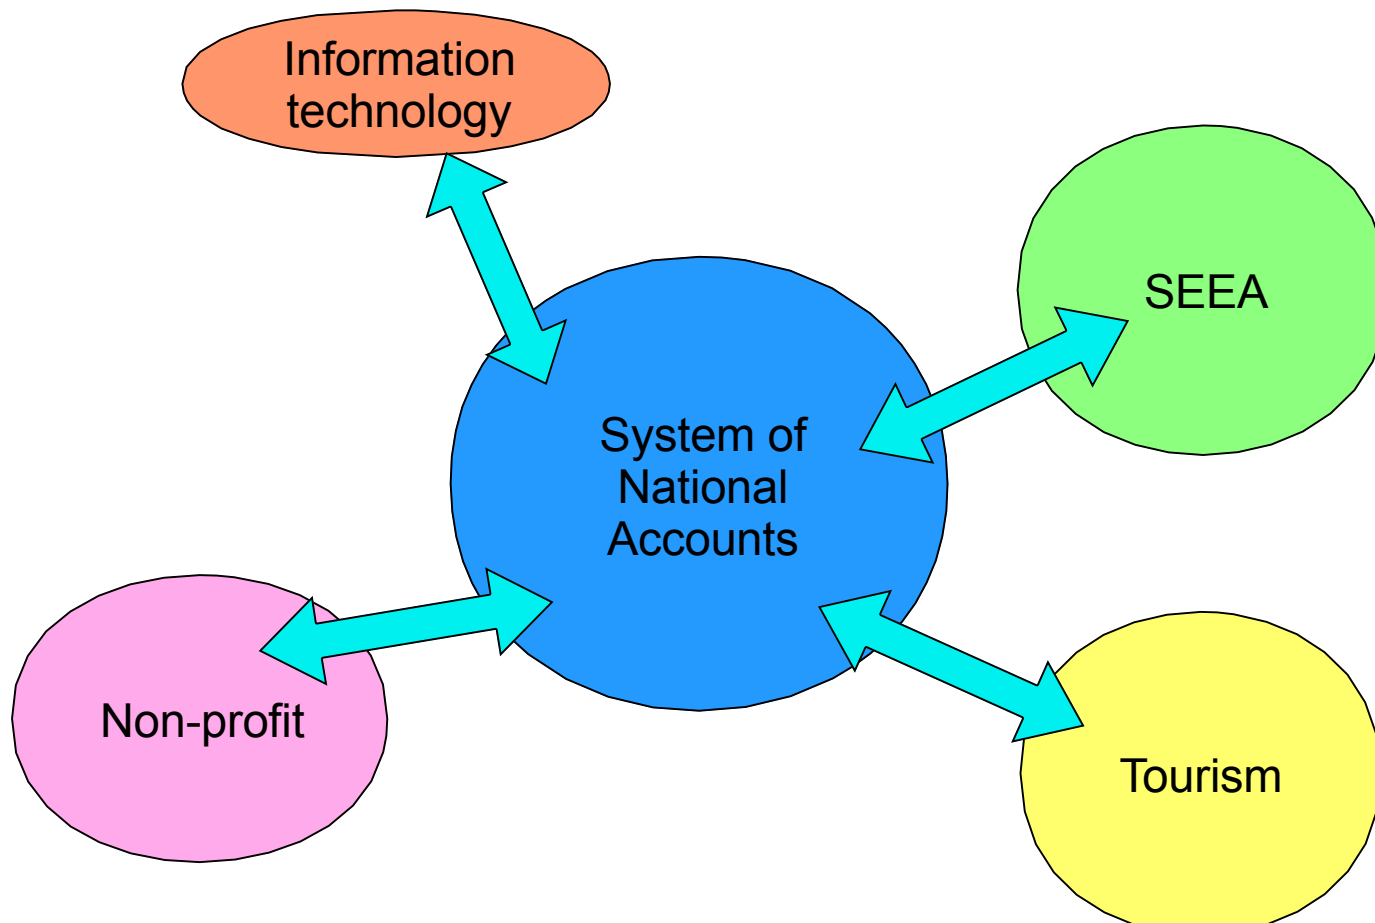 Information
technology
SEEA
System of
National
Accounts
Non-profit
Tourism